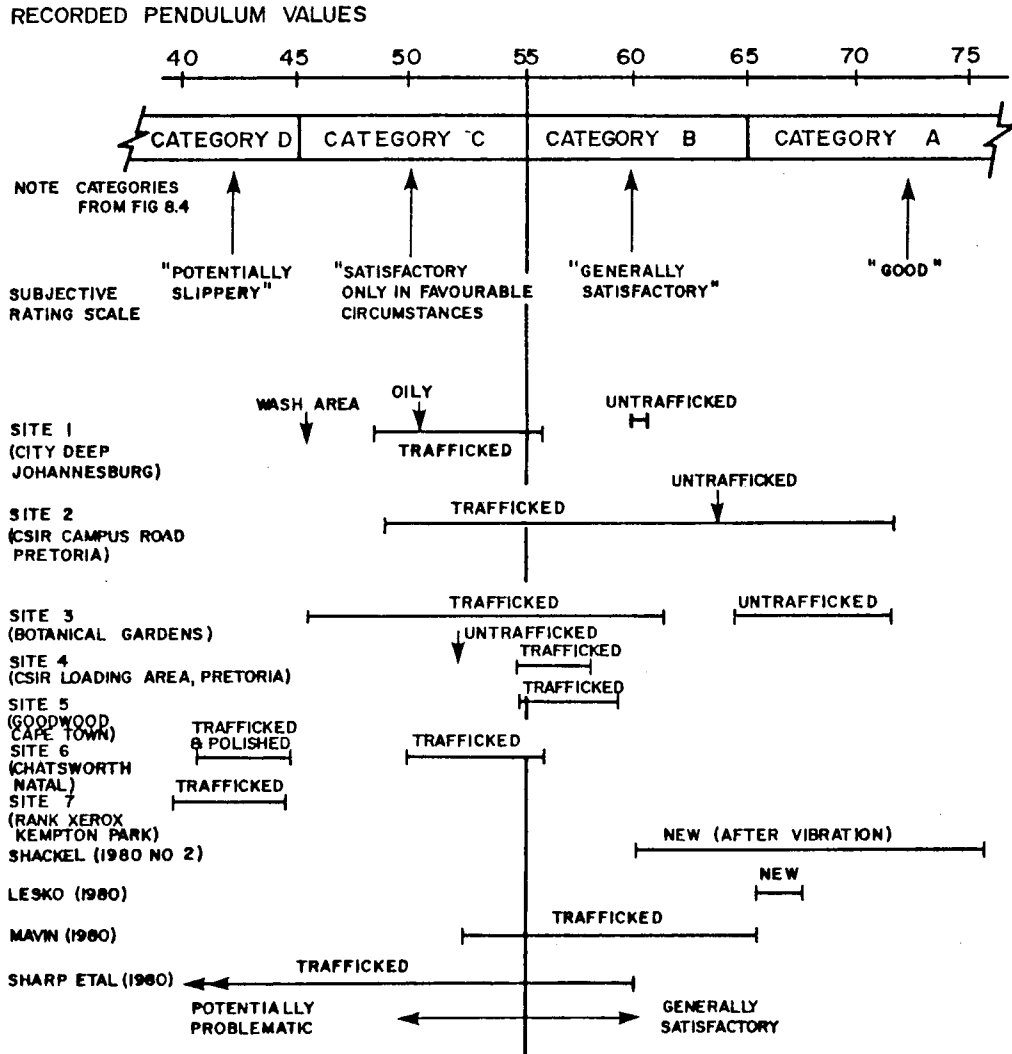 RECORDED PENDULUM VALUES
40 45 50 55 60 65 70 75
CATEGORY D CATEGORY C CATEGORY B CATEGORY A
NOTE CATEGORIES
FROM FIG 8.4
"POTENTIALLY
SLIPPERY"
"SATISFACTORY
ONLY IN FAVOURABLE
CIRCUMSTANCES
"GENERALLY
SATISFACTORY"
"GOOD"
SUBJECTIVE
RATING SCALE
WASH AREA
OILY
UNTRAFFICKED
SITE 1
(CITY DEEP
JOHANNESBURG)
TRAFFICKED
UNTRAFFICKED
SITE 2
(CSIR CAMPUS ROAD
PRETORIA)
TRAFFICKED
SITE 3
(BOTANICAL GARDENS)
TRAFFICKED
UNTRAFFICKED
UNTRAFFICKED
SITE 4
(CSIR LOADING AREA, PRETORIA)
TRAFFICKED
SITE 5
(GOODWOOD
CAPE TOWN)
TRAFFICKED
TRAFFICKED
& POLISHED
TRAFFICKED
SITE 6
(CHATSWORTH
NATAL)
TRAFFICKED
SITE 7
(RANK XEROX
KEMPTON PARK)
NEW (AFTER VIBRATION)
SHACKEL (1980 NO 2)
NEW
LESKO (1980)
TRAFFICKED
MAVIN (1980)
TRAFFICKED
SHARP ETAL (1980)
POTENTIALLY
PROBLEMATIC
GENERALLY
SATISFACTORY